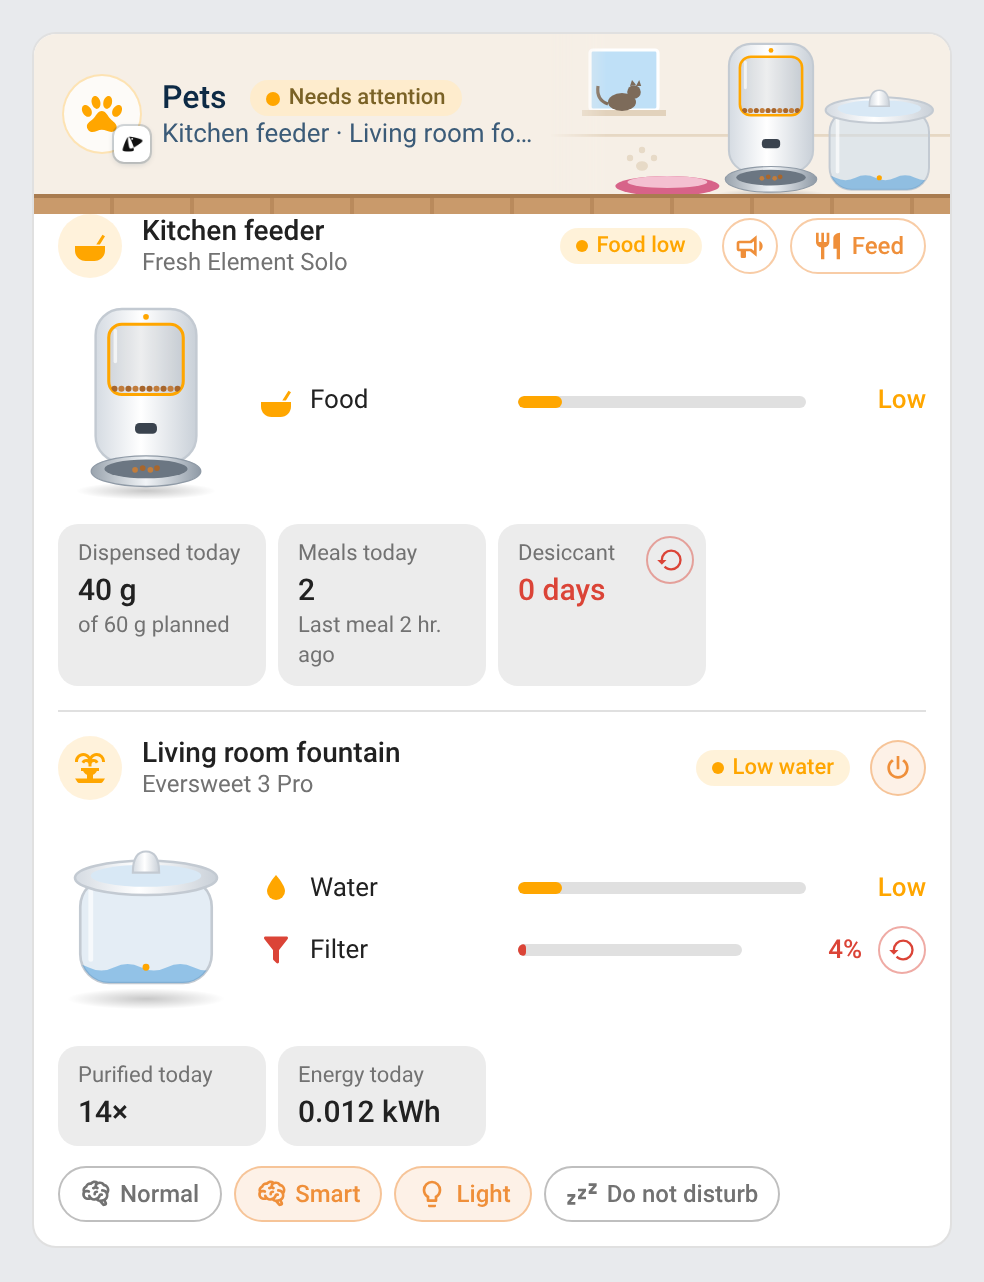 Pets
Needs attention
Kitchen feeder · Living room fo...
Kitchen feeder
Fresh Element Solo
Food low
Feed
Food
Low
Dispensed today
40 g
of 60 g planned
Meals today
2
Last meal 2 hr.
ago
Desiccant
0 days
Living room fountain
Eversweet 3 Pro
Low water
Water
Low
Filter
4%
Purified today
14×
Energy today
0.012 kWh
Normal
Smart
Light
Do not disturb